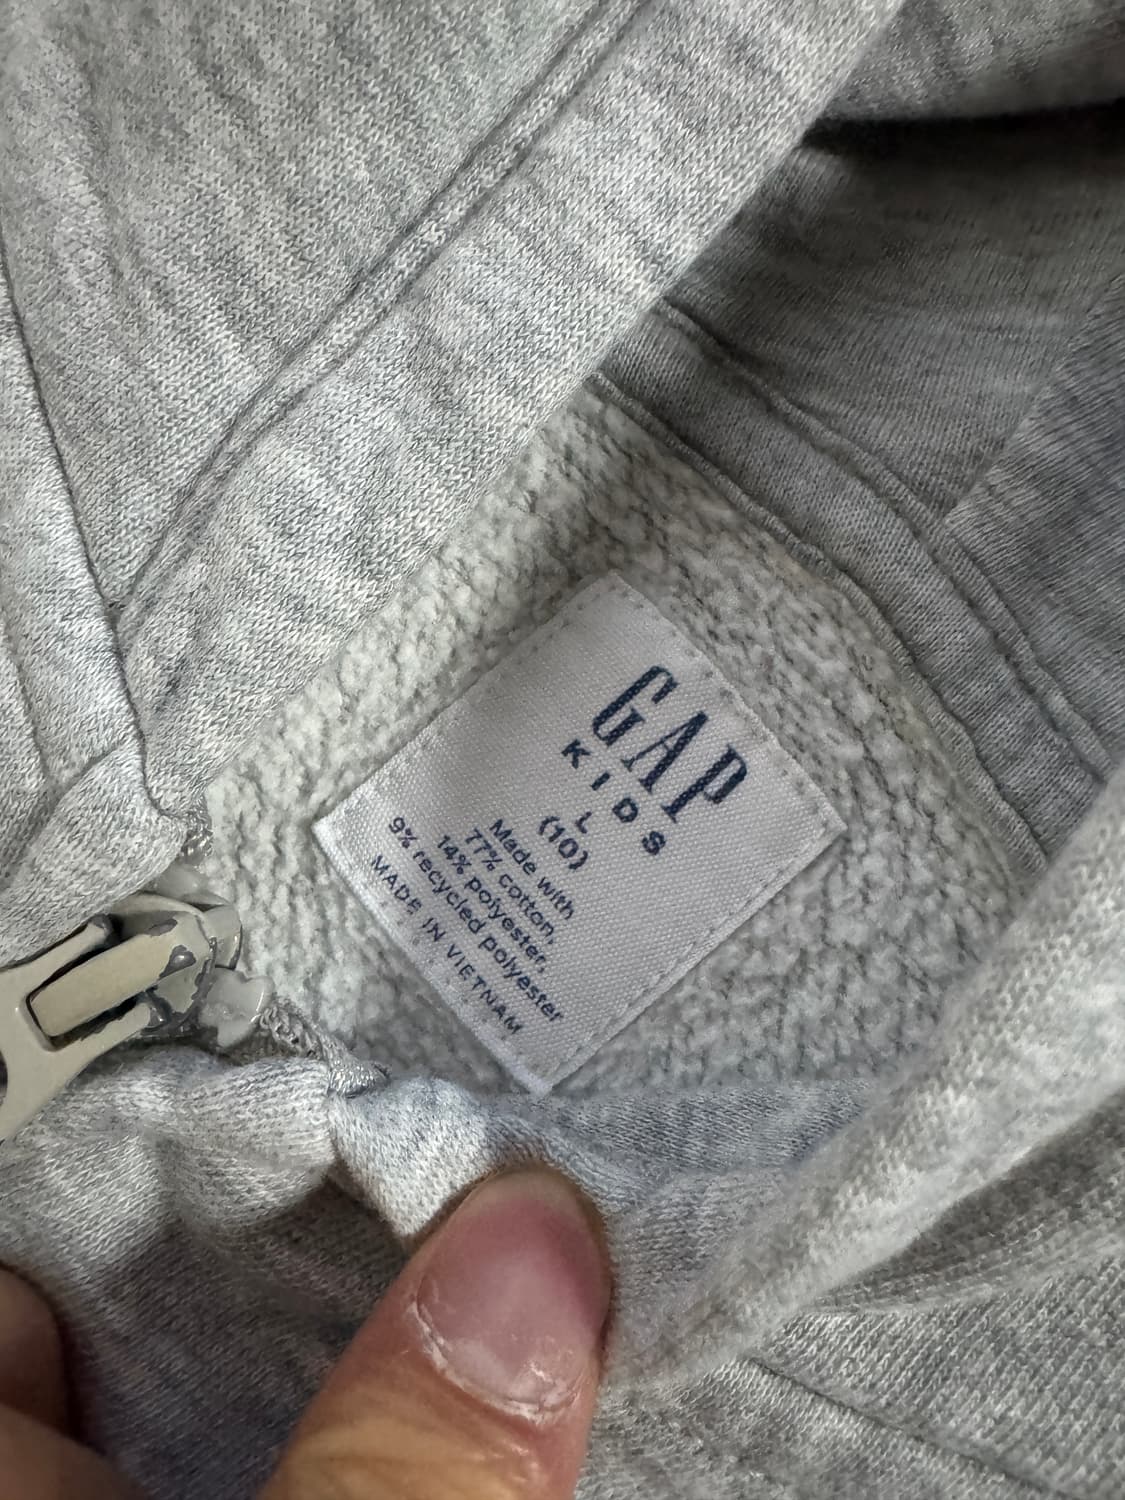 GAP
KIDS
L
(10)
Made with
77% cotton,
14% polyester,
9% recycled polyester
MADE IN VIETNAM